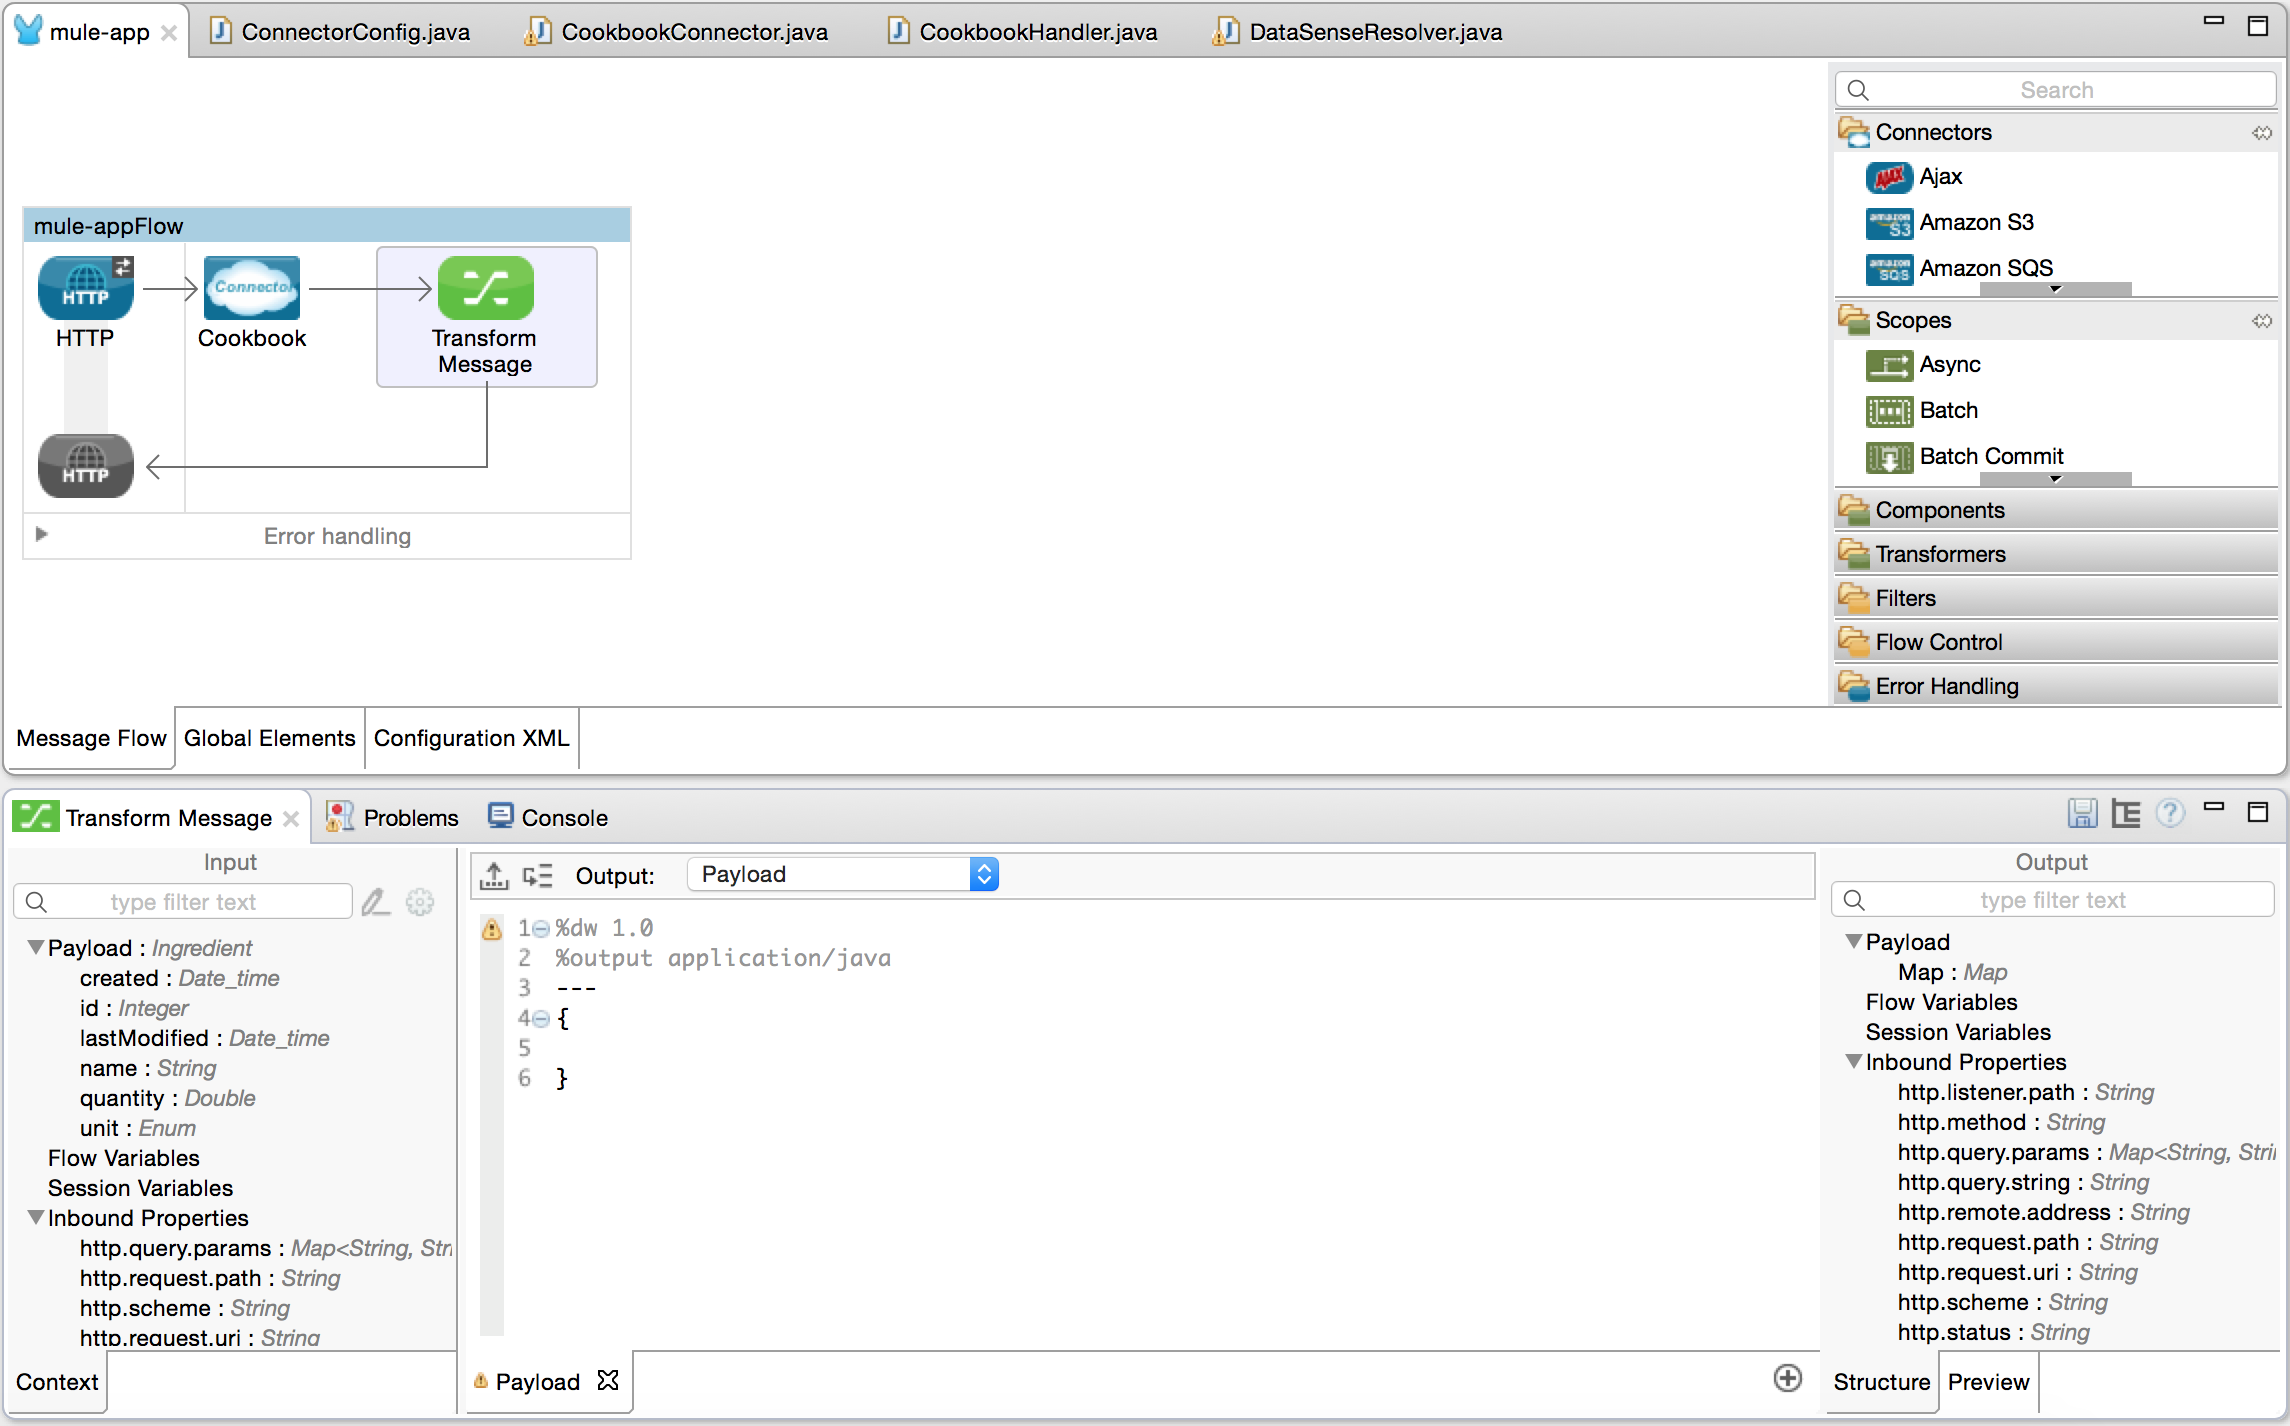 mule-app
ConnectorConfig.java
CookbookConnector.java
CookbookHandler.java
DataSenseResolver.java
mule-appFlow
HTTP
Connector
HTTP
Cookbook
Transform
Message
HTTP
Error handling
Search
Connectors
AJAX
Ajax
amazon
S3
Amazon S3
amazon
SQS
Amazon SQS
Scopes
Async
Batch
Batch Commit
Components
Transformers
Filters
Flow Control
Error Handling
Message Flow
Global Elements
Configuration XML
Transform Message
Problems
Console
Input
type filter text
Payload : Ingredient
created : Date_time
id : Integer
lastModified : Date_time
name : String
quantity : Double
unit : Enum
Flow Variables
Session Variables
Inbound Properties
http.query.params : Map<String, Stri
http.request.path : String
http.scheme : String
http.request.uri : String
Context
Output:
Payload
1 %dw 1.0
2 %output application/java
3 ---
4 {
5
6 }
Payload
Output
type filter text
Payload
Map : Map
Flow Variables
Session Variables
Inbound Properties
http.listener.path : String
http.method : String
http.query.params : Map<String, Stri
http.query.string : String
http.remote.address : String
http.request.path : String
http.request.uri : String
http.scheme : String
http.status : String
Structure
Preview